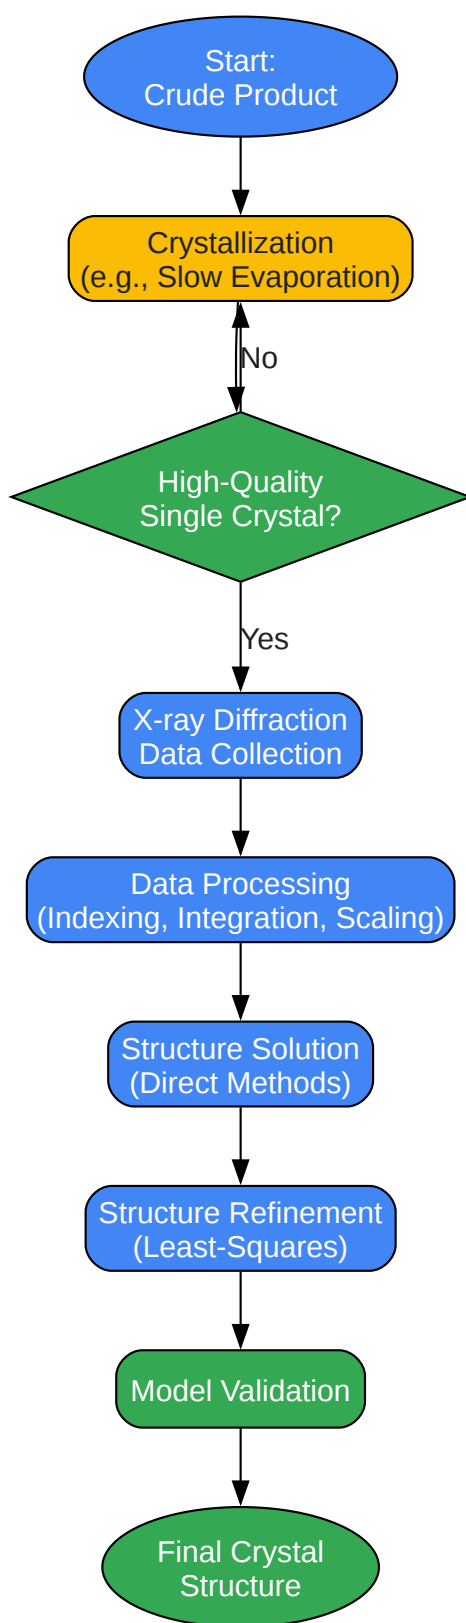 Start:
Crude Product
Crystallization
(e.g., Slow Evaporation)
No
High-Quality
Single Crystal?
Yes
X-ray Diffraction
Data Collection
Data Processing
(Indexing, Integration, Scaling)
Structure Solution
(Direct Methods)
Structure Refinement
(Least-Squares)
Model Validation
Final Crystal
Structure